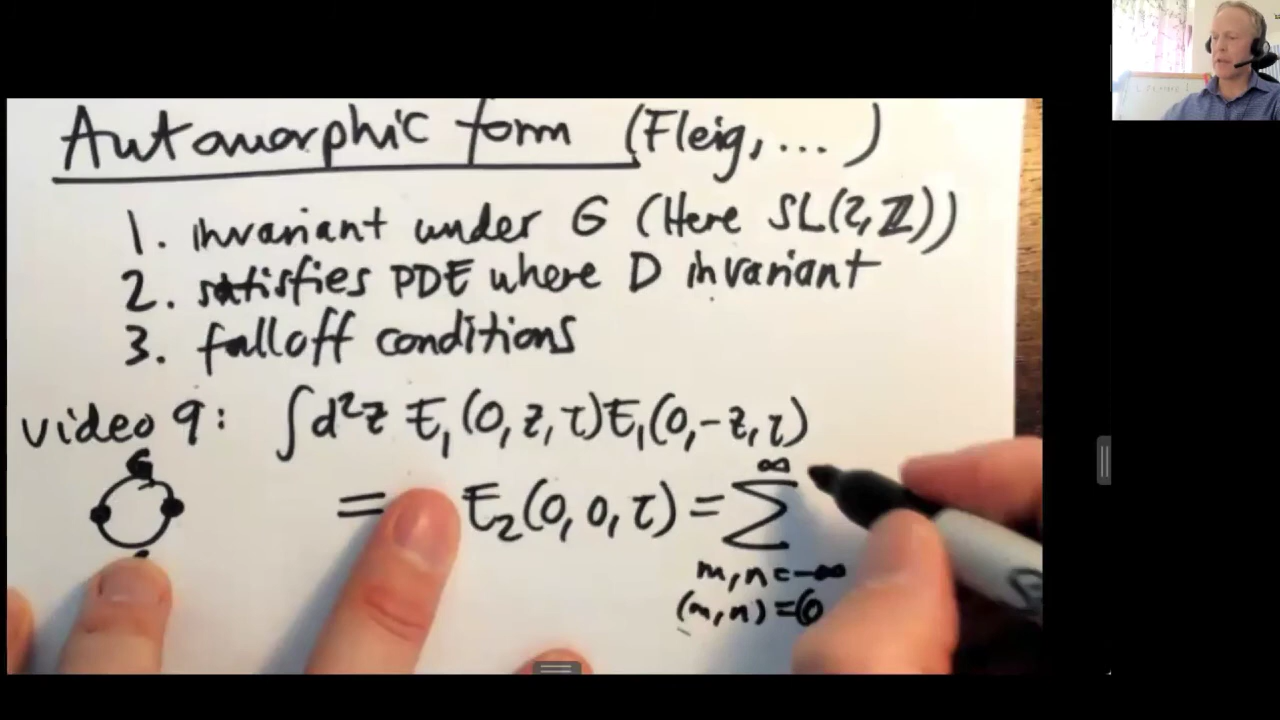 Automorphic form (Fleig, ... )
1. invariant under G (Here SL(2,ℤ))
2. satisfies PDE where D invariant
3. falloff conditions
video 9: ∫d²z E₁(0,z,τ)E₁(0,-z,τ)
= E₂(0,0,τ) = ∑
∞
m,n=-∞
(m,n)=0